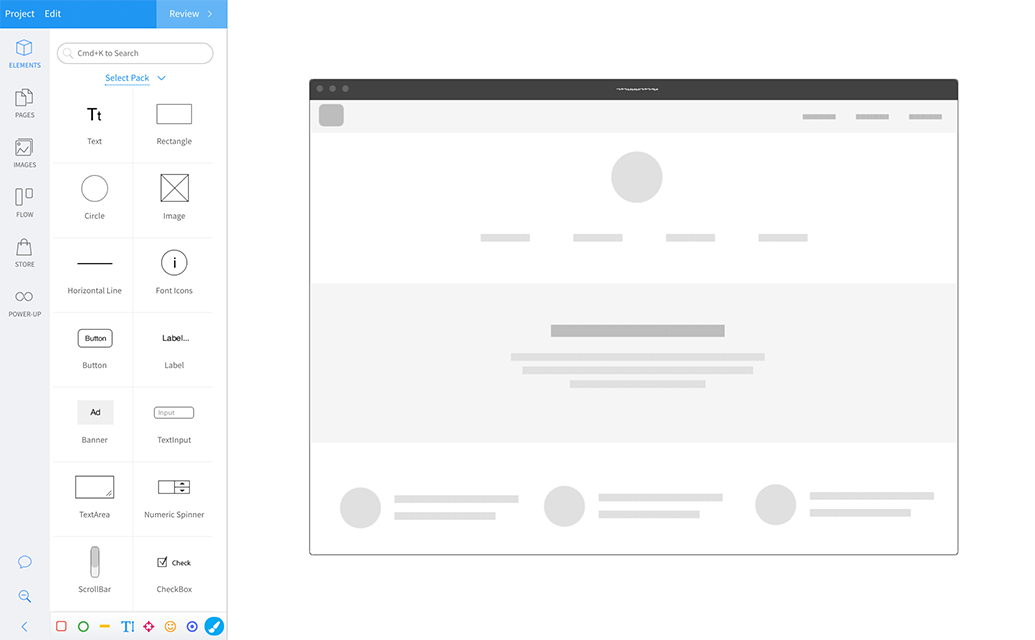 Project Edit Review >
ELEMENTS
PAGES
IMAGES
FLOW
STORE
POWER-UP
Cmd+K to Search
Select Pack
Tt
Text Rectangle
Circle Image
i
Horizontal Line Font Icons
Button Label...
Button Label
Ad Input
Banner TextInput
TextArea Numeric Spinner
Check
ScrollBar CheckBox
T